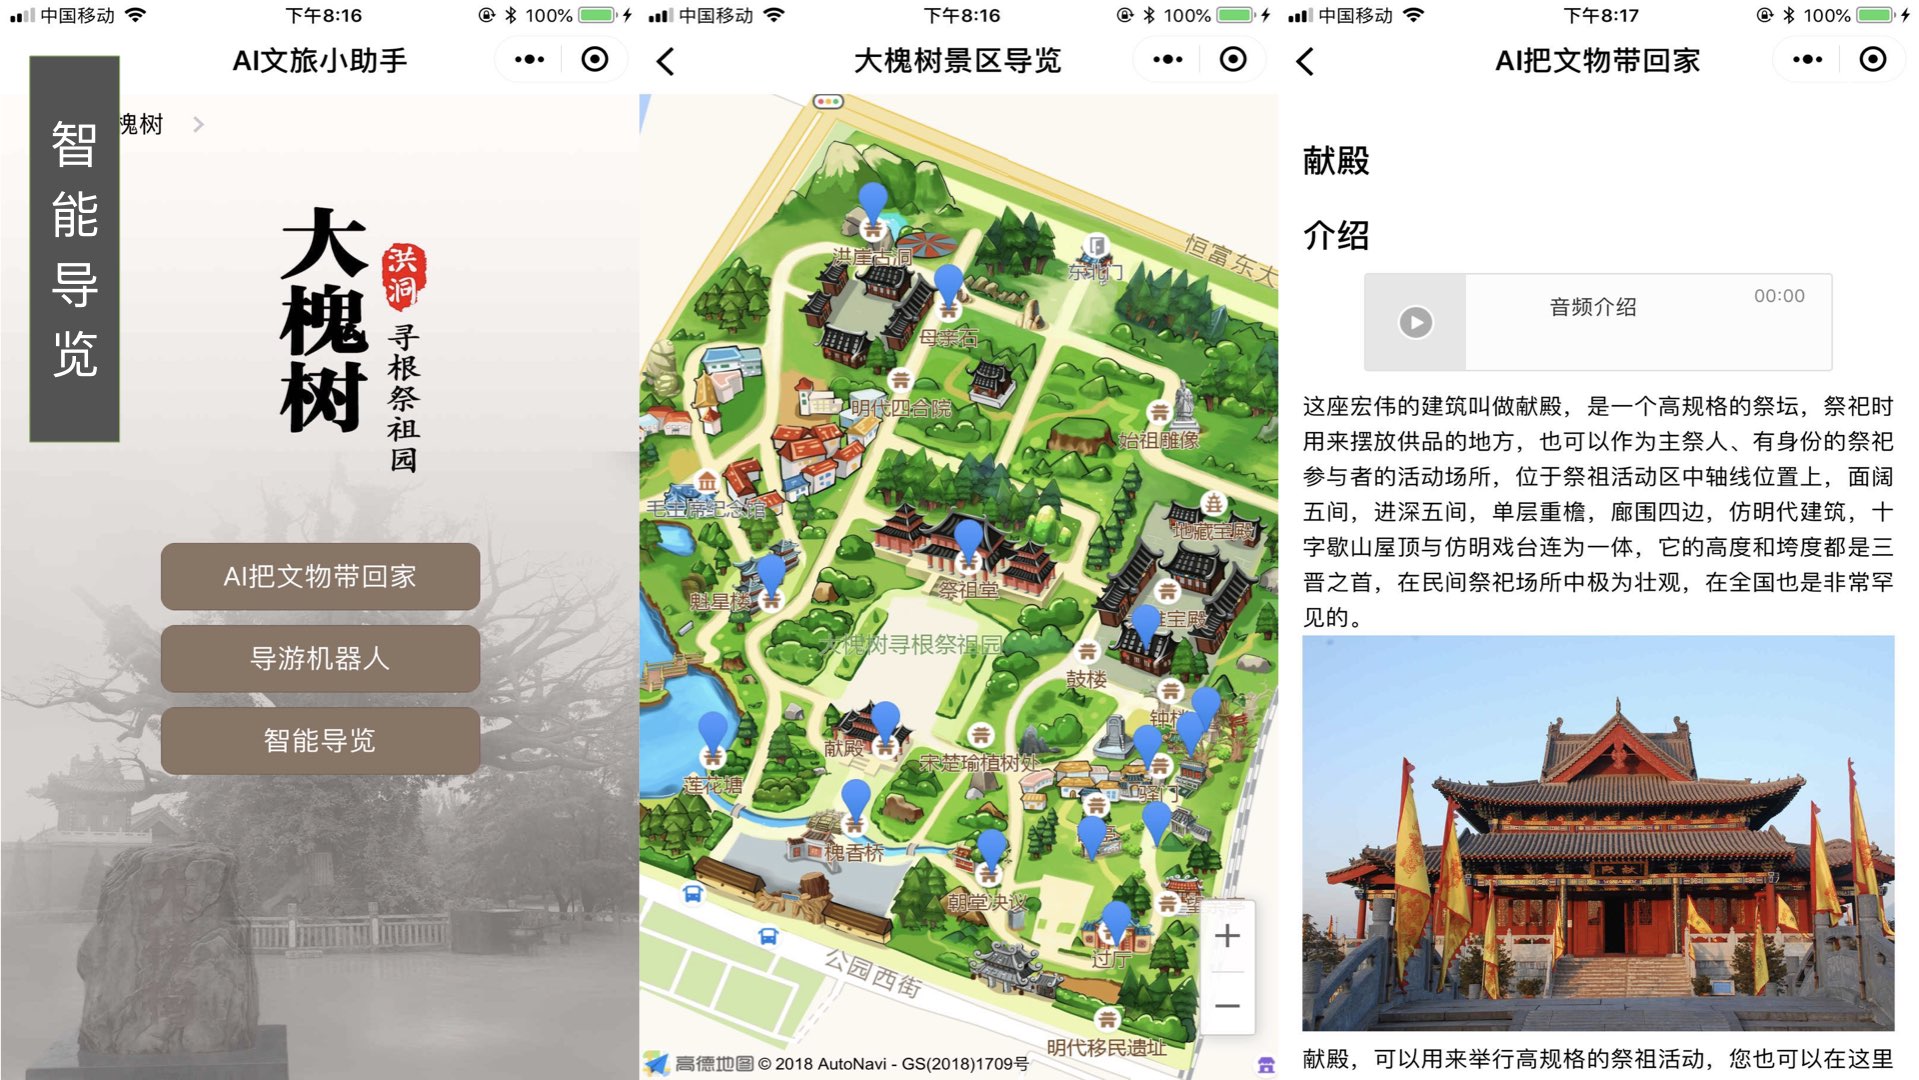 中国移动
下午8:16
100%
AI文旅小助手
智能导览
槐树
大槐树
洪洞
寻根祭祖园
AI把文物带回家
导游机器人
智能导览
中国移动
下午8:16
100%
大槐树景区导览
恒富东大
洪崖古洞
东北门
母亲石
明代四合院
始祖雕像
毛主席纪念馆
地藏宝殿
祭祖堂
魁星楼
宝殿
大槐树寻根祭祖园
鼓楼
钟楼
献殿
宋楚瑜植树处
莲花塘
驿门
槐香桥
朝堂决议
过厅
公园西街
明代移民遗址
高德地图 © 2018 AutoNavi - GS(2018)1709号
中国移动
下午8:17
100%
AI把文物带回家
献殿
介绍
音频介绍
00:00
这座宏伟的建筑叫做献殿，是一个高规格的祭坛，祭祀时
用来摆放供品的地方，也可以作为主祭人、有身份的祭祀
参与者的活动场所，位于祭祖活动区中轴线位置上，面阔
五间，进深五间，单层重檐，廊围四边，仿明代建筑，十
字歇山屋顶与仿明戏台连为一体，它的高度和垮度都是三
晋之首，在民间祭祀场所中极为壮观，在全国也是非常罕
见的。
献殿，可以用来举行高规格的祭祖活动，您也可以在这里